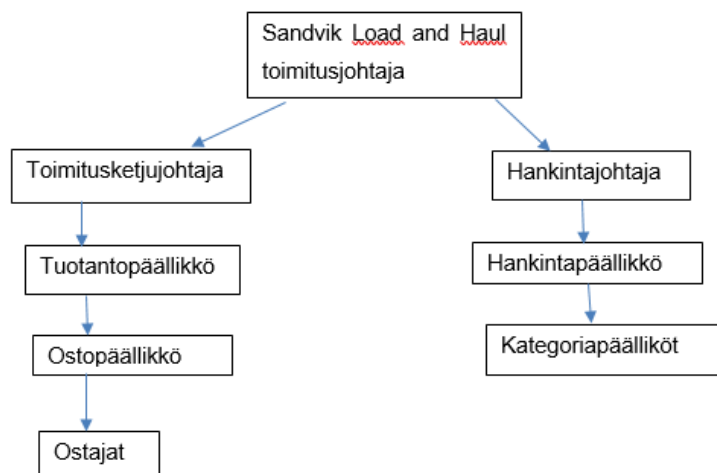 Sandvik Load and Haul
toimitusjohtaja
Toimitusketjujohtaja
Hankintajohtaja
Tuotantopäällikkö
Hankintapäällikkö
Ostopäällikkö
Kategoriapäälliköt
Ostajat